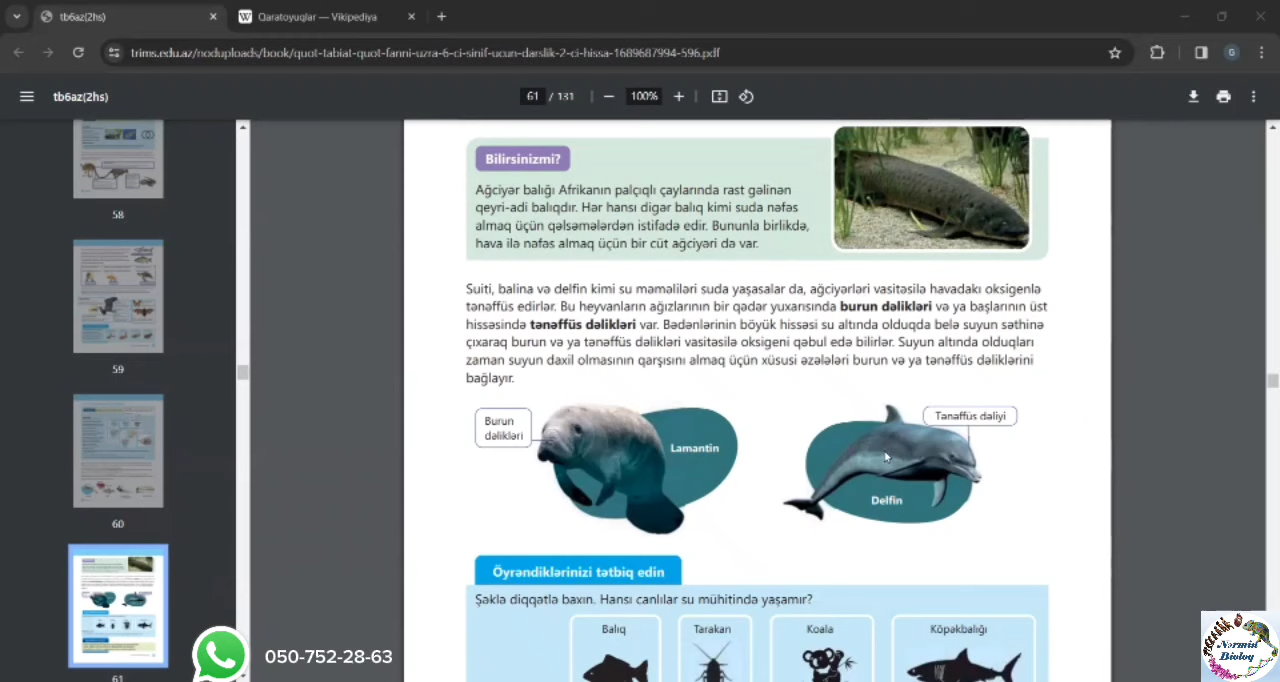 tb6az(2hs)
Qaratoyuqlar — Vikipediya
trims.edu.az/noduploads/book/quot-tabiat-quot-fanni-uzra-6-ci-sinif-ucun-darslik-2-ci-hissa-1689687994-596.pdf
G
tb6az(2hs)
61 / 131
100%
58
59
60
61
Bilirsinizmi?
Ağciyər balığı Afrikanın palçıqlı çaylarında rast gəlinən
qeyri-adi balıqdır. Hər hansı digər balıq kimi suda nəfəs
almaq üçün qəlsəmələrdən istifadə edir. Bununla birlikdə,
hava ilə nəfəs almaq üçün bir cüt ağciyəri də var.
Suiti, balina və delfin kimi su məməliləri suda yaşasalar da, ağciyərləri vasitəsilə havadakı oksigenlə
tənəffüs edirlər. Bu heyvanların ağızlarının bir qədər yuxarısında burun dəlikləri və ya başlarının üst
hissəsində tənəffüs dəlikləri var. Bədənlərinin böyük hissəsi su altında olduqda belə suyun səthinə
çıxaraq burun və ya tənəffüs dəlikləri vasitəsilə oksigeni qəbul edə bilirlər. Suyun altında olduqları
zaman suyun daxil olmasının qarşısını almaq üçün xüsusi əzələləri burun və ya tənəffüs dəliklərini
bağlayır.
Burun
dəlikləri
Lamantin
Tənəffüs dəliyi
Delfin
Öyrəndiklərinizi tətbiq edin
Şəklə diqqətlə baxın. Hansı canlılar su mühitində yaşamır?
Balıq
Tarakan
Koala
Köpəkbalığı
050-752-28-63
Nərmin
Bioloq